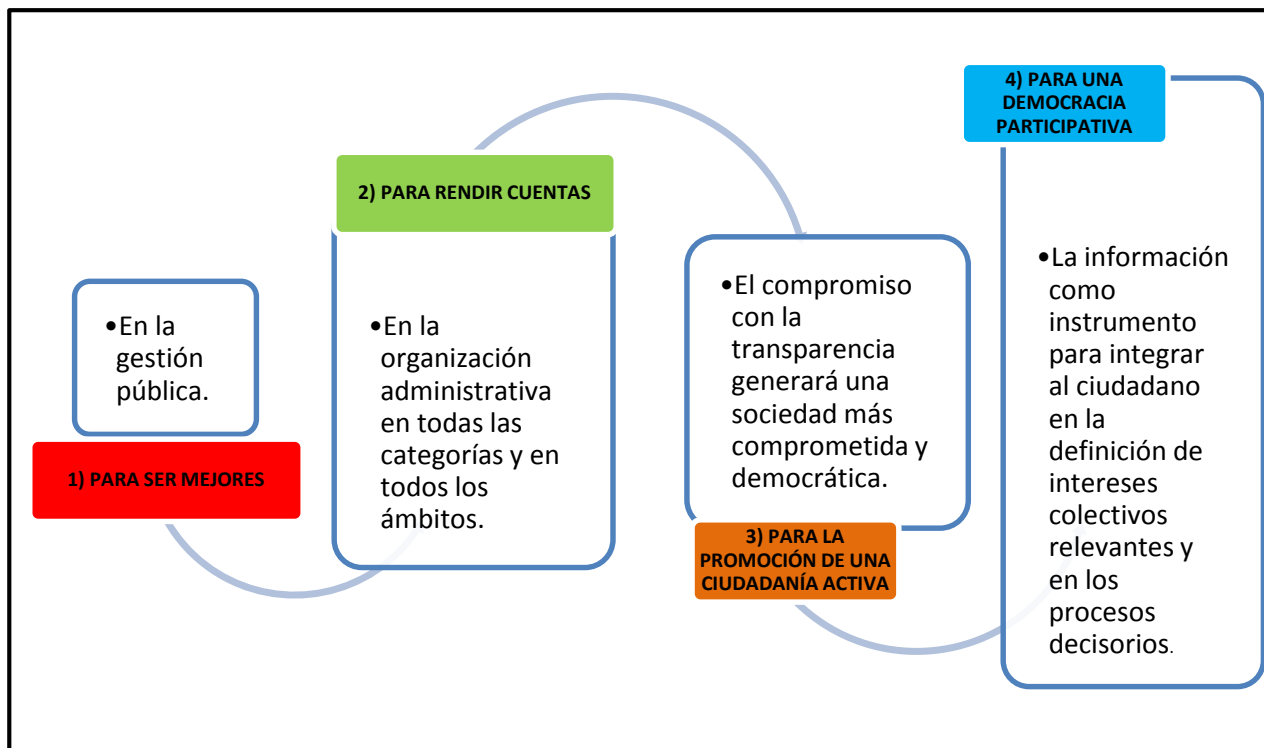 •En la
gestión
pública.
1) PARA SER MEJORES
2) PARA RENDIR CUENTAS
•En la
organización
administrativa
en todas las
categorías y en
todos los
ámbitos.
•El compromiso
con la
transparencia
generará una
sociedad más
comprometida y
democrática.
3) PARA LA
PROMOCIÓN DE UNA
CIUDADANÍA ACTIVA
4) PARA UNA
DEMOCRACIA
PARTICIPATIVA
•La información
como
instrumento
para integrar
al ciudadano
en la
definición de
intereses
colectivos
relevantes y
en los
procesos
decisorios.